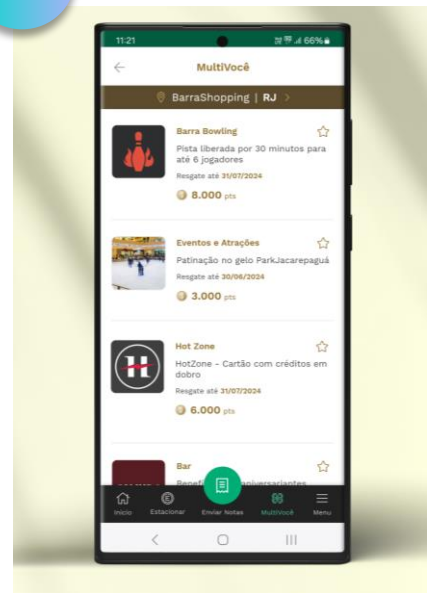 11:21
66%
MultiVocê
BarraShopping | RJ
Barra Bowling
Pista liberada por 30 minutos para
até 6 jogadores
Resgate até 31/07/2024
8.000 pts
Eventos e Atrações
Patinação no gelo ParkJacarepaguá
Resgate até 30/06/2024
3.000 pts
Hot Zone
H
HotZone - Cartão com créditos em
dobro
Resgate até 31/07/2024
6.000 pts
Bar
Início
Estacionar
Enviar Notas
MultiVocê
Menu